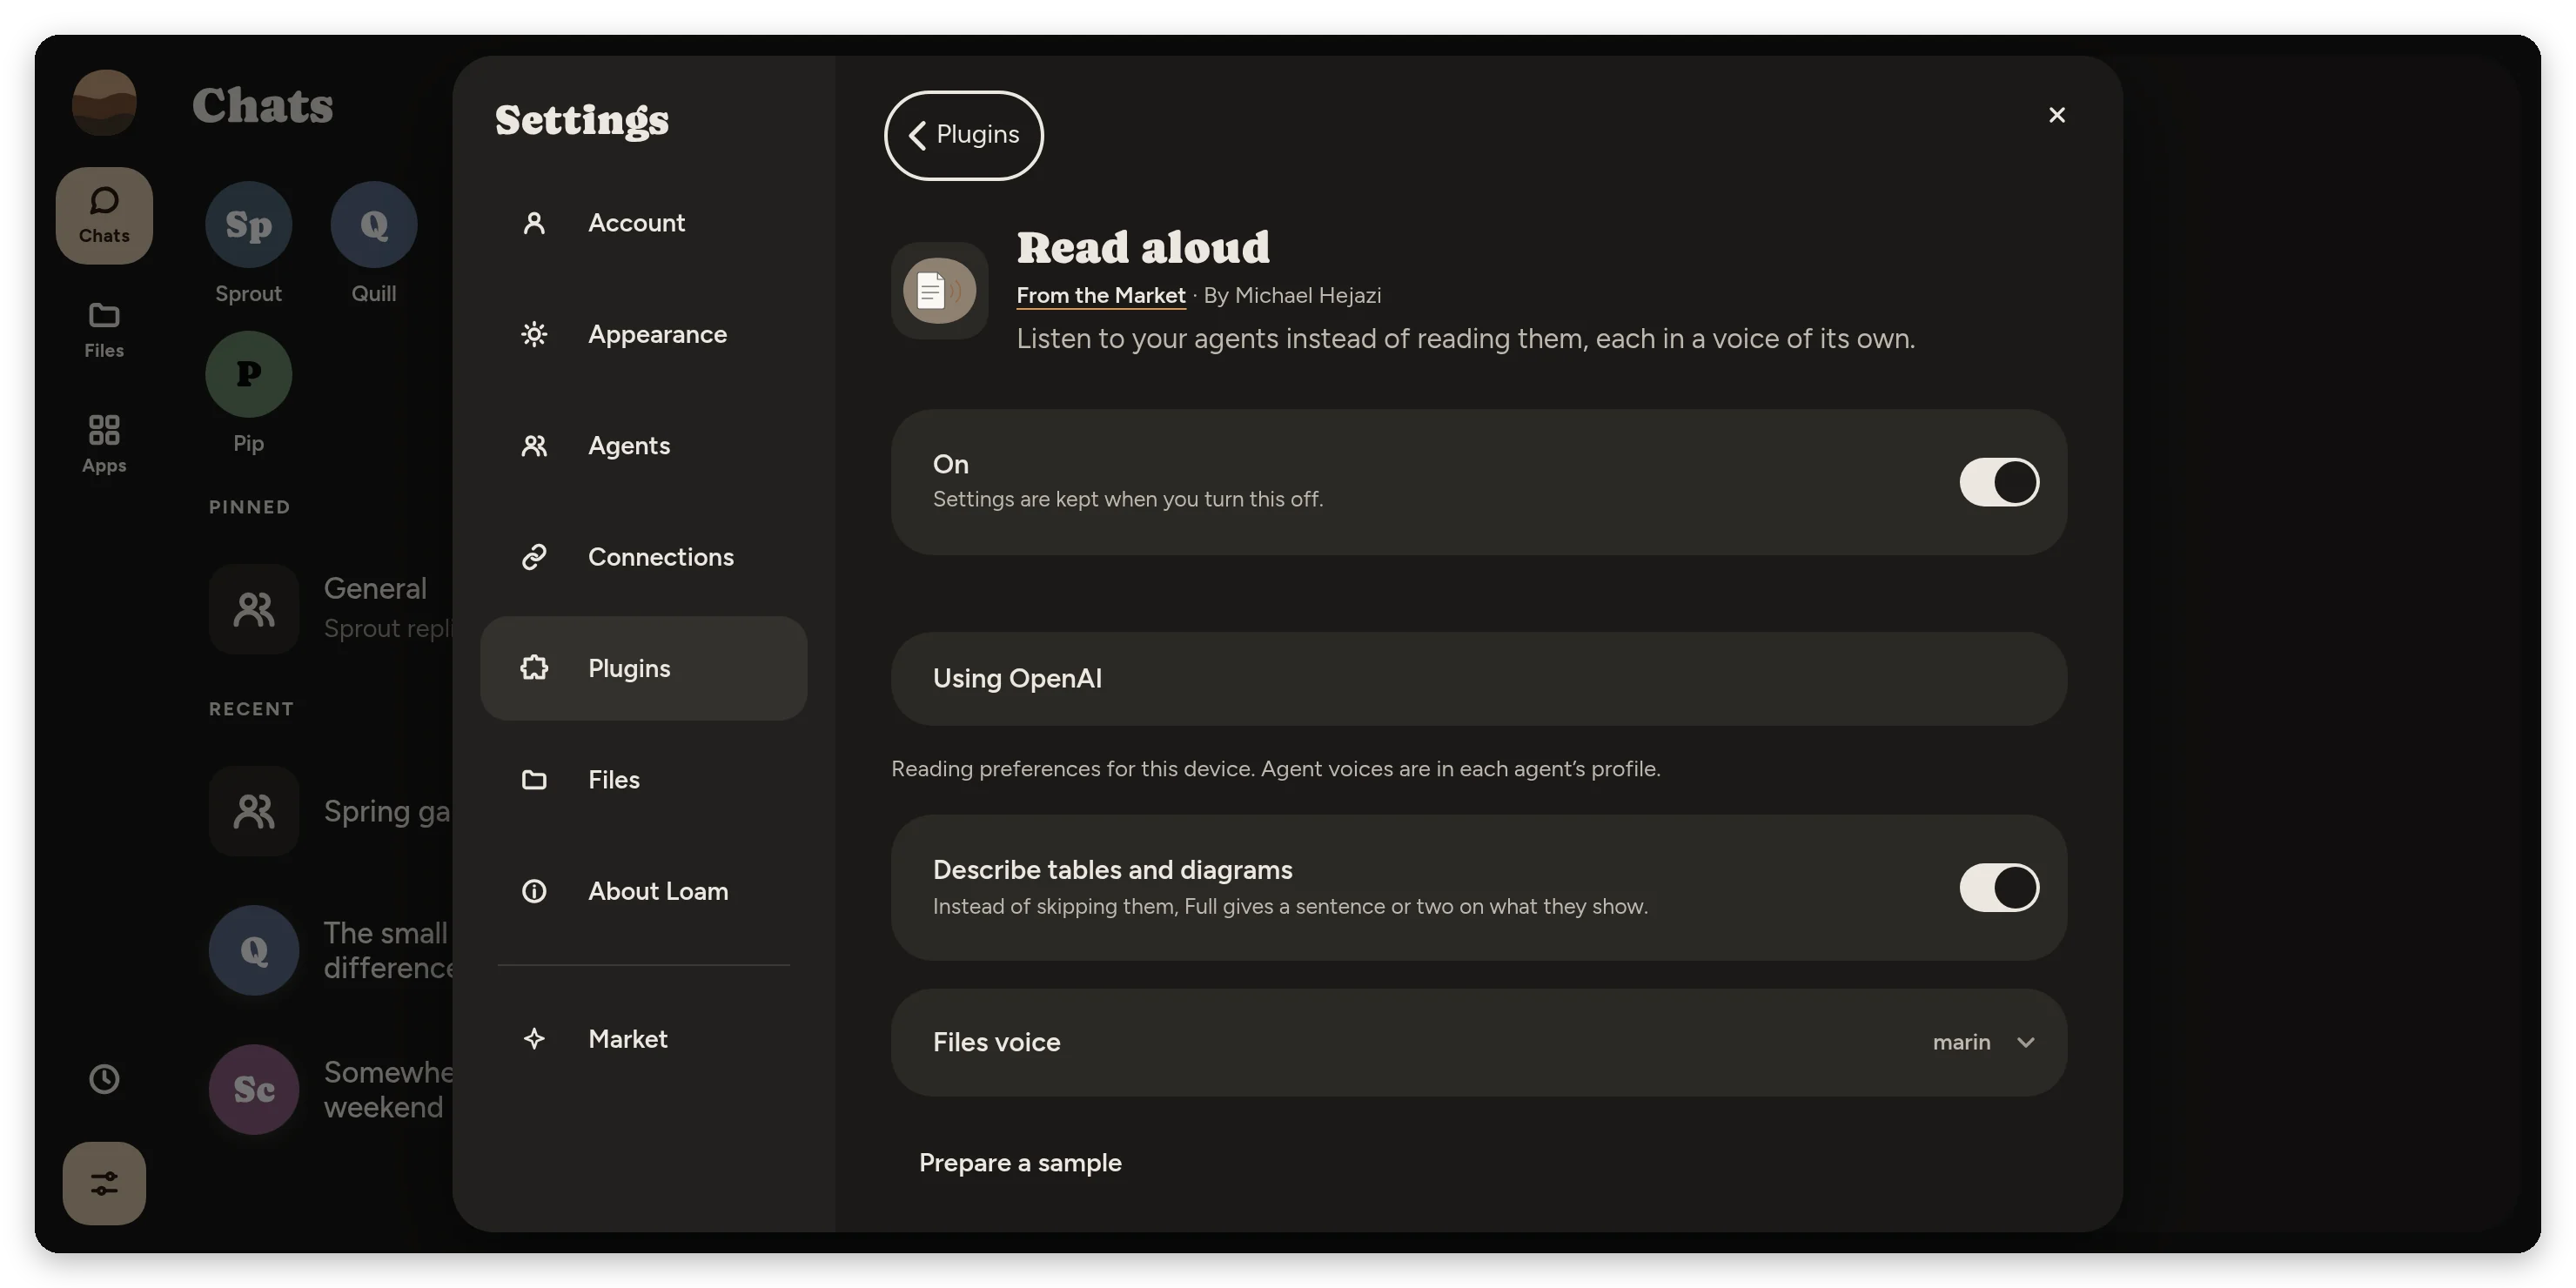 Chats
Chats
Files
Apps
Sp
Sprout
Q
Quill
P
Pip
PINNED
General
Sprout repli
RECENT
Spring ga
Q
The small
difference
Sc
Somewhe
weekend
Settings
Account
Appearance
Agents
Connections
Plugins
Files
About Loam
Market
Plugins
Read aloud
From the Market · By Michael Hejazi
Listen to your agents instead of reading them, each in a voice of its own.
On
Settings are kept when you turn this off.
Using OpenAI
Reading preferences for this device. Agent voices are in each agent’s profile.
Describe tables and diagrams
Instead of skipping them, Full gives a sentence or two on what they show.
Files voice
marin
Prepare a sample